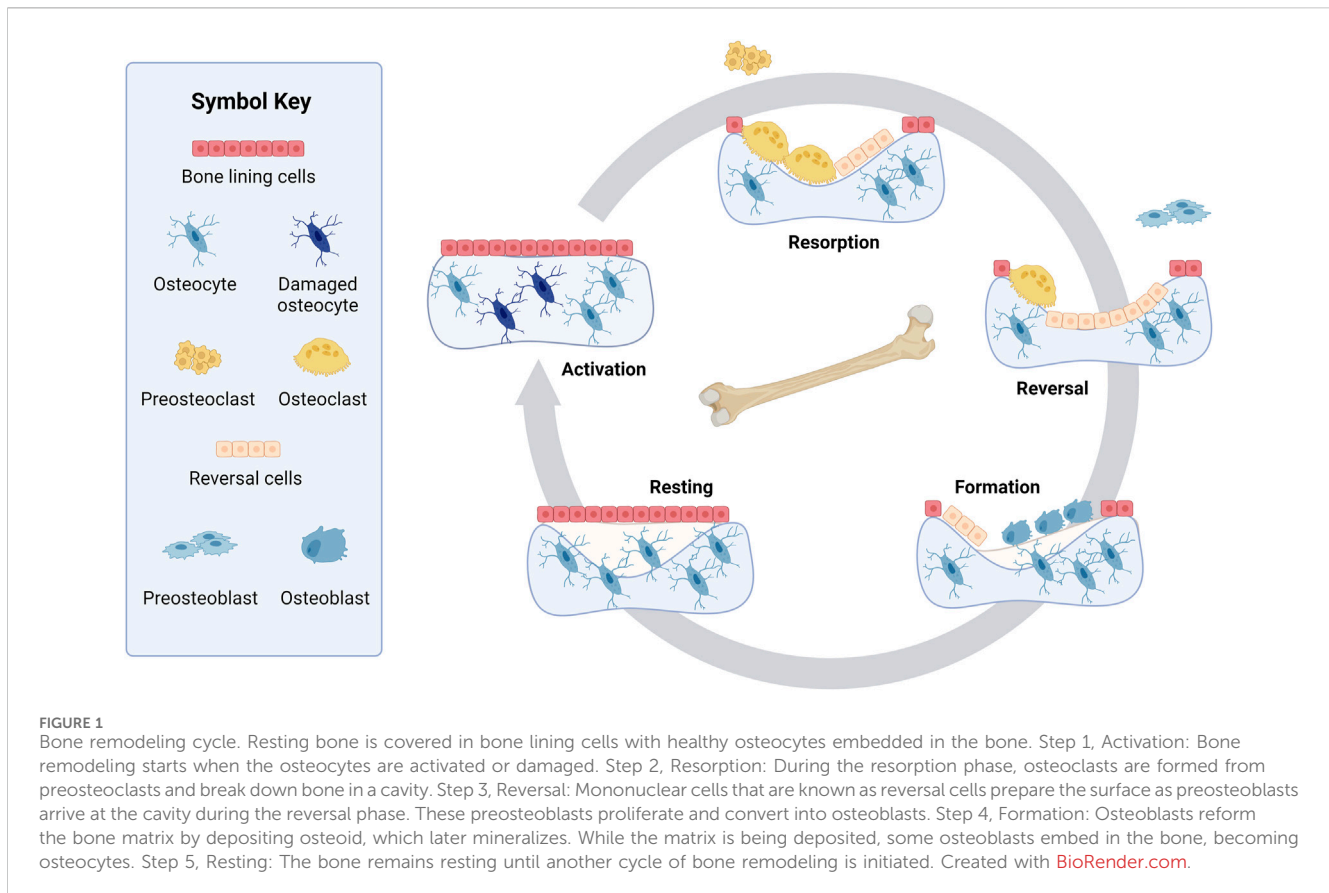 Symbol Key
Bone lining cells
Osteocyte
Damaged
osteocyte
Preosteoclast
Osteoclast
Reversal cells
Preosteoblast
Osteoblast
Resorption
Activation
Reversal
Resting
Formation
FIGURE 1
Bone remodeling cycle. Resting bone is covered in bone lining cells with healthy osteocytes embedded in the bone. Step 1, Activation: Bone
remodeling starts when the osteocytes are activated or damaged. Step 2, Resorption: During the resorption phase, osteoclasts are formed from
preosteoclasts and break down bone in a cavity. Step 3, Reversal: Mononuclear cells that are known as reversal cells prepare the surface as preosteoblasts
arrive at the cavity during the reversal phase. These preosteoblasts proliferate and convert into osteoblasts. Step 4, Formation: Osteoblasts reform
the bone matrix by depositing osteoid, which later mineralizes. While the matrix is being deposited, some osteoblasts embed in the bone, becoming
osteocytes. Step 5, Resting: The bone remains resting until another cycle of bone remodeling is initiated. Created with BioRender.com.